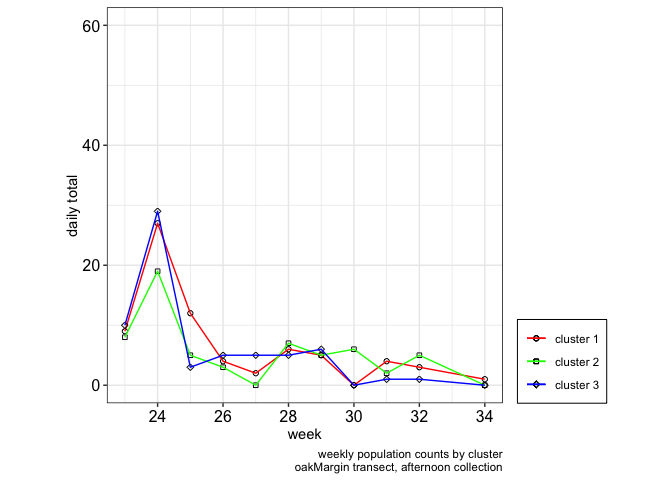 60
40
20
0
daily total
24 26 28 30 32 34
week
cluster 1
cluster 2
cluster 3
weekly population counts by cluster
oakMargin transect, afternoon collection